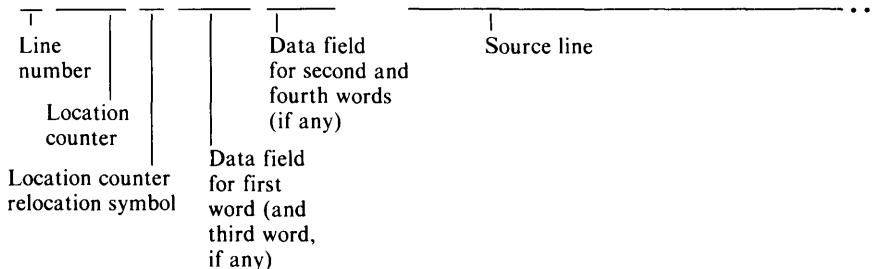 Line
number
Location
counter
Location counter
relocation symbol
Data field
for first
word (and
third word,
if any)
Data field
for second and
fourth words
(if any)
Source line